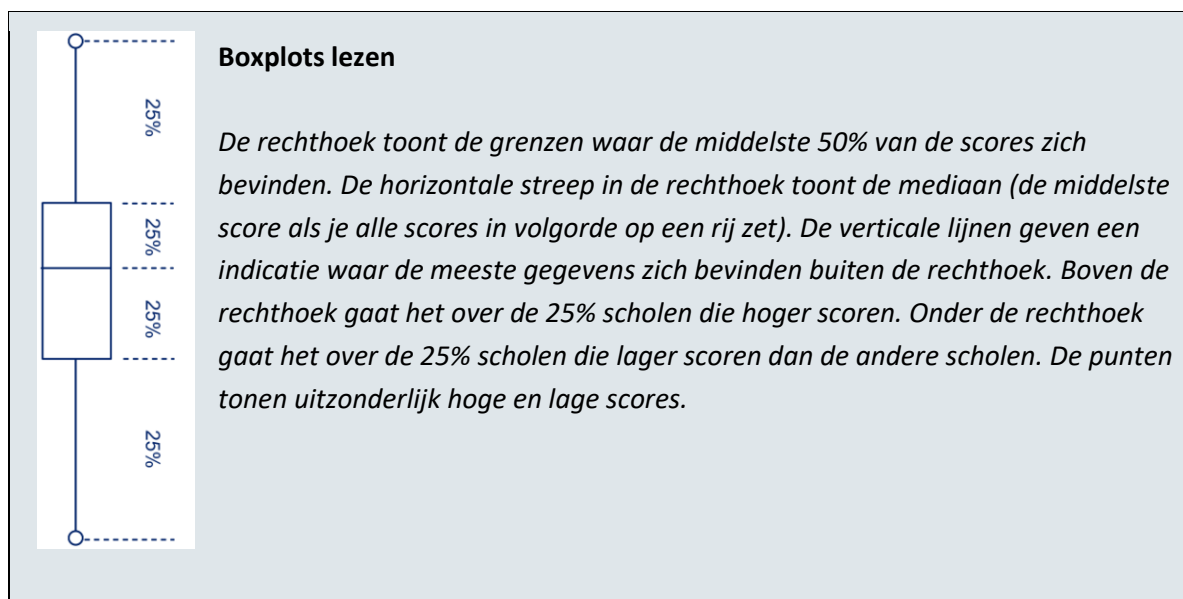 Boxplots lezen
De rechthoek toont de grenzen waar de middelste 50% van de scores zich
bevinden. De horizontale streep in de rechthoek toont de mediaan (de middelste
score als je alle scores in volgorde op een rij zet). De verticale lijnen geven een
indicatie waar de meeste gegevens zich bevinden buiten de rechthoek. Boven de
rechthoek gaat het over de 25% scholen die hoger scoren. Onder de rechthoek
gaat het over de 25% scholen die lager scoren dan de andere scholen. De punten
tonen uitzonderlijk hoge en lage scores.
25%
25%
25%
25%